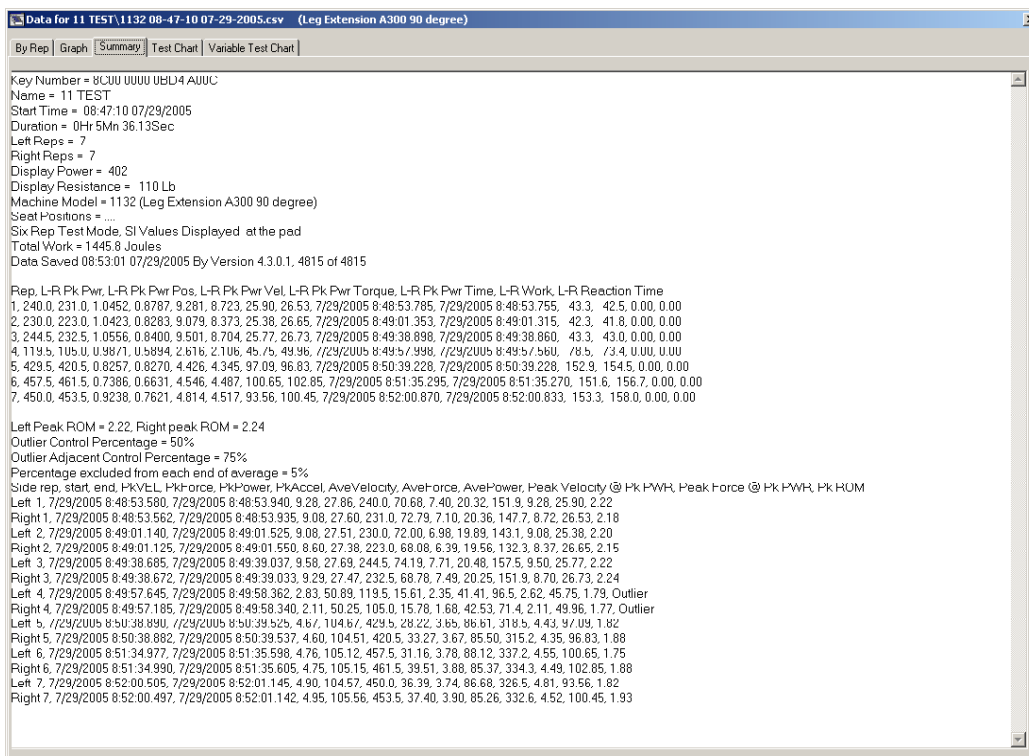 Data for 11 TEST\1132 08-47-10 07-29-2005.csv (Leg Extension A300 90 degree)
By Rep Graph Summary Test Chart Variable Test Chart
Key Number = 8C00 0000 0BD4 A00C
Name = 11 TEST
Start Time = 08:47:10 07/29/2005
Duration = 0Hr 5Mn 36.13Sec
Left Reps = 7
Right Reps = 7
Display Power = 402
Display Resistance = 110 Lb
Machine Model = 1132 (Leg Extension A300 90 degree)
Seat Positions = ....
Six Rep Test Mode, SI Values Displayed at the pad
Total Work = 1445.8 Joules
Data Saved 08:53:01 07/29/2005 By Version 4.3.0.1, 4815 of 4815
Rep, L-R Pk Pwr, L-R Pk Pwr Pos, L-R Pk Pwr Vel, L-R Pk Pwr Torque, L-R Pk Pwr Time, L-R Work, L-R Reaction Time
1, 240.0, 231.0, 1.0452, 0.8787, 9.281, 8.723, 25.90, 26.53, 7/29/2005 8:48:53.785, 7/29/2005 8:48:53.755, 43.3, 42.5, 0.00, 0.00
2, 230.0, 223.0, 1.0423, 0.8283, 9.079, 8.373, 25.38, 26.65, 7/29/2005 8:49:01.353, 7/29/2005 8:49:01.315, 42.3, 41.8, 0.00, 0.00
3, 244.5, 232.5, 1.0556, 0.8400, 9.501, 8.704, 25.77, 26.73, 7/29/2005 8:49:38.898, 7/29/2005 8:49:38.860, 43.3, 43.0, 0.00, 0.00
4, 119.5, 105.0, 0.9871, 0.5894, 2.616, 2.106, 45.75, 49.96, 7/29/2005 8:49:57.998, 7/29/2005 8:49:57.560, 78.5, 73.4, 0.00, 0.00
5, 429.5, 420.5, 0.8257, 0.8270, 4.426, 4.345, 97.09, 96.83, 7/29/2005 8:50:39.228, 7/29/2005 8:50:39.228, 152.9, 154.5, 0.00, 0.00
6, 457.5, 461.5, 0.7386, 0.6631, 4.546, 4.487, 100.65, 102.85, 7/29/2005 8:51:35.295, 7/29/2005 8:51:35.270, 151.6, 156.7, 0.00, 0.00
7, 450.0, 453.5, 0.9238, 0.7621, 4.814, 4.517, 93.56, 100.45, 7/29/2005 8:52:00.870, 7/29/2005 8:52:00.833, 153.3, 158.0, 0.00, 0.00
Left Peak ROM = 2.22, Right peak ROM = 2.24
Outlier Control Percentage = 50%
Outlier Adjacent Control Percentage = 75%
Percentage excluded from each end of average = 5%
Side rep, start, end, PkVEL, PkForce, PkPower, PkAccel, AveVelocity, AveForce, AvePower, Peak Velocity @ Pk PWR, Peak Force @ Pk PWR, Pk ROM
Left 1, 7/29/2005 8:48:53.580, 7/29/2005 8:48:53.940, 9.28, 27.86, 240.0, 70.68, 7.40, 20.32, 151.9, 9.28, 25.90, 2.22
Right 1, 7/29/2005 8:48:53.562, 7/29/2005 8:48:53.935, 9.08, 27.60, 231.0, 72.79, 7.10, 20.36, 147.7, 8.72, 26.53, 2.18
Left 2, 7/29/2005 8:49:01.140, 7/29/2005 8:49:01.525, 9.08, 27.51, 230.0, 72.00, 6.98, 19.89, 143.1, 9.08, 25.38, 2.20
Right 2, 7/29/2005 8:49:01.125, 7/29/2005 8:49:01.550, 8.60, 27.38, 223.0, 68.08, 6.39, 19.56, 132.3, 8.37, 26.65, 2.15
Left 3, 7/29/2005 8:49:38.685, 7/29/2005 8:49:39.037, 9.58, 27.69, 244.5, 74.19, 7.71, 20.48, 157.5, 9.50, 25.77, 2.22
Right 3, 7/29/2005 8:49:38.672, 7/29/2005 8:49:39.033, 9.29, 27.47, 232.5, 68.78, 7.49, 20.25, 151.9, 8.70, 26.73, 2.24
Left 4, 7/29/2005 8:49:57.645, 7/29/2005 8:49:58.362, 2.83, 50.89, 119.5, 15.61, 2.35, 41.41, 96.5, 2.62, 45.75, 1.79, Outlier
Right 4, 7/29/2005 8:49:57.185, 7/29/2005 8:49:58.340, 2.11, 50.25, 105.0, 15.78, 1.68, 42.53, 71.4, 2.11, 49.96, 1.77, Outlier
Left 5, 7/29/2005 8:50:38.890, 7/29/2005 8:50:39.525, 4.67, 104.67, 429.5, 28.22, 3.65, 86.61, 318.5, 4.43, 97.09, 1.82
Right 5, 7/29/2005 8:50:38.882, 7/29/2005 8:50:39.537, 4.60, 104.51, 420.5, 33.27, 3.67, 85.50, 315.2, 4.35, 96.83, 1.88
Left 6, 7/29/2005 8:51:34.977, 7/29/2005 8:51:35.598, 4.76, 105.12, 457.5, 31.16, 3.78, 88.12, 337.2, 4.55, 100.65, 1.75
Right 6, 7/29/2005 8:51:34.990, 7/29/2005 8:51:35.605, 4.75, 105.15, 461.5, 39.51, 3.88, 85.37, 334.3, 4.49, 102.85, 1.88
Left 7, 7/29/2005 8:52:00.505, 7/29/2005 8:52:01.145, 4.90, 104.57, 450.0, 36.39, 3.74, 86.68, 326.5, 4.81, 93.56, 1.82
Right 7, 7/29/2005 8:52:00.497, 7/29/2005 8:52:01.142, 4.95, 105.56, 453.5, 37.40, 3.90, 85.26, 332.6, 4.52, 100.45, 1.93